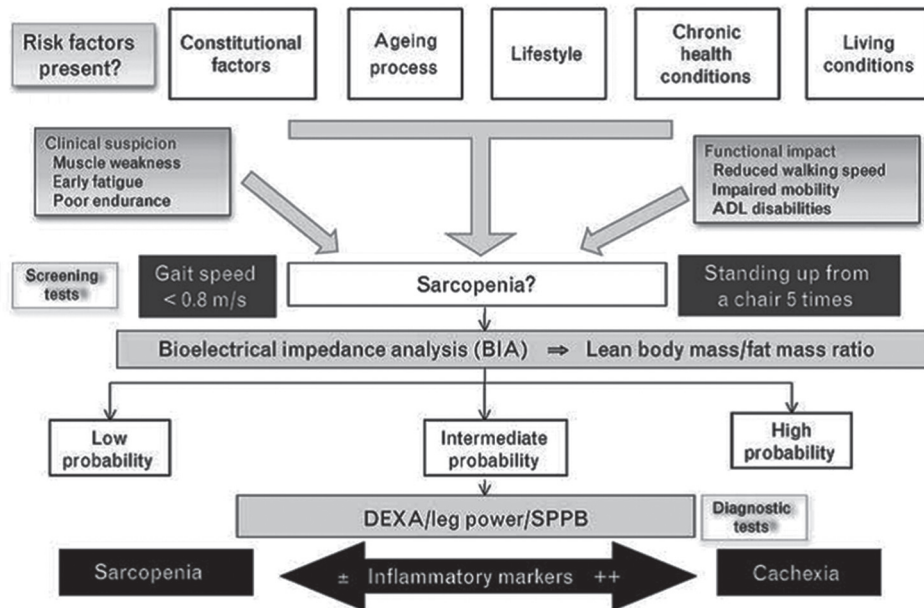 Risk factors
present?
Constitutional
factors
Ageing
process
Lifestyle
Chronic
health
conditions
Living
conditions
Clinical suspicion
Muscle weakness
Early fatigue
Poor endurance
Functional impact
Reduced walking speed
Impaired mobility
ADL disabilities
Screening
tests
Gait speed
< 0.8 m/s
Sarcopenia?
Standing up from
a chair 5 times
Bioelectrical impedance analysis (BIA) ⇒ Lean body mass/fat mass ratio
Low
probability
Intermediate
probability
High
probability
DEXA/leg power/SPPB
Diagnostic
tests
Sarcopenia
± Inflammatory markers ++
Cachexia